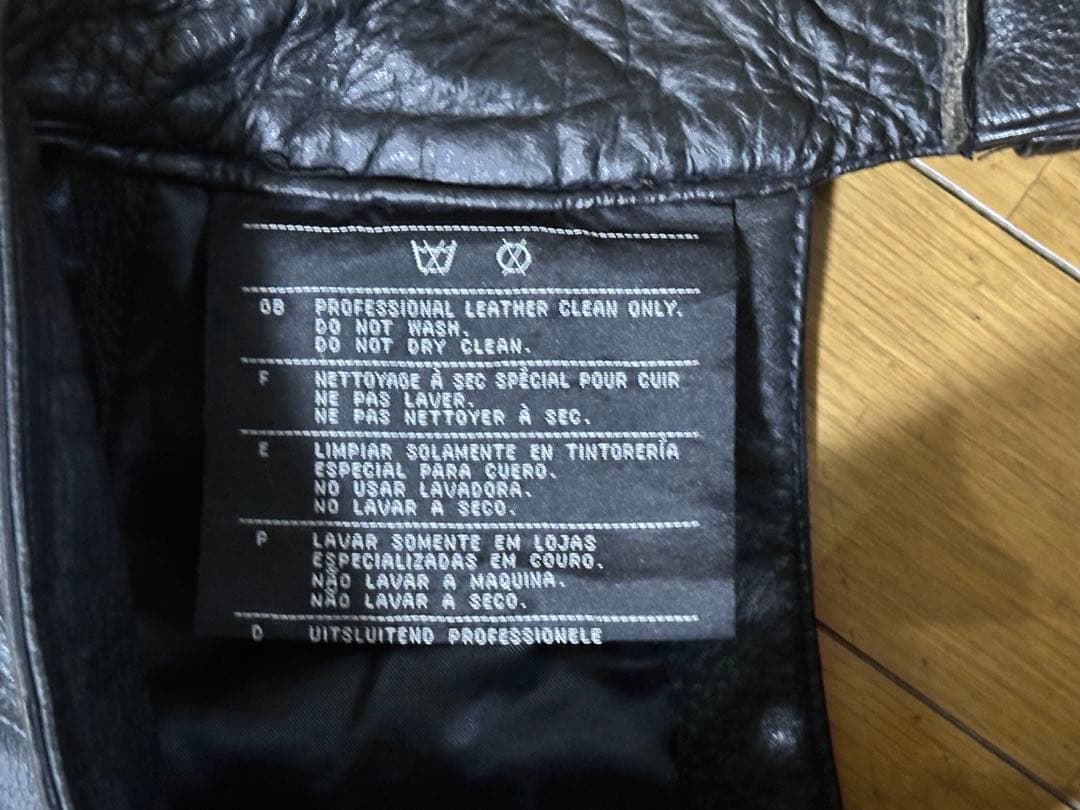 GB PROFESSIONAL LEATHER CLEAN ONLY.
DO NOT WASH.
DO NOT DRY CLEAN.
F NETTOYAGE À SEC SPÈCIAL POUR CUIR
NE PAS LAVER.
NE PAS NETTOYER À SEC.
E LIMPIAR SOLAMENTE EN TINTORERÌA
ESPECIAL PARA CUERO.
NO USAR LAVADORA.
NO LAVAR A SECO.
P LAVAR SOMENTE EM LOJAS
ESPECIALIZADAS EM COURO.
NÃO LAVAR A MAQUINA.
NÃO LAVAR A SECO.
D UITSLUITEND PROFESSIONELE